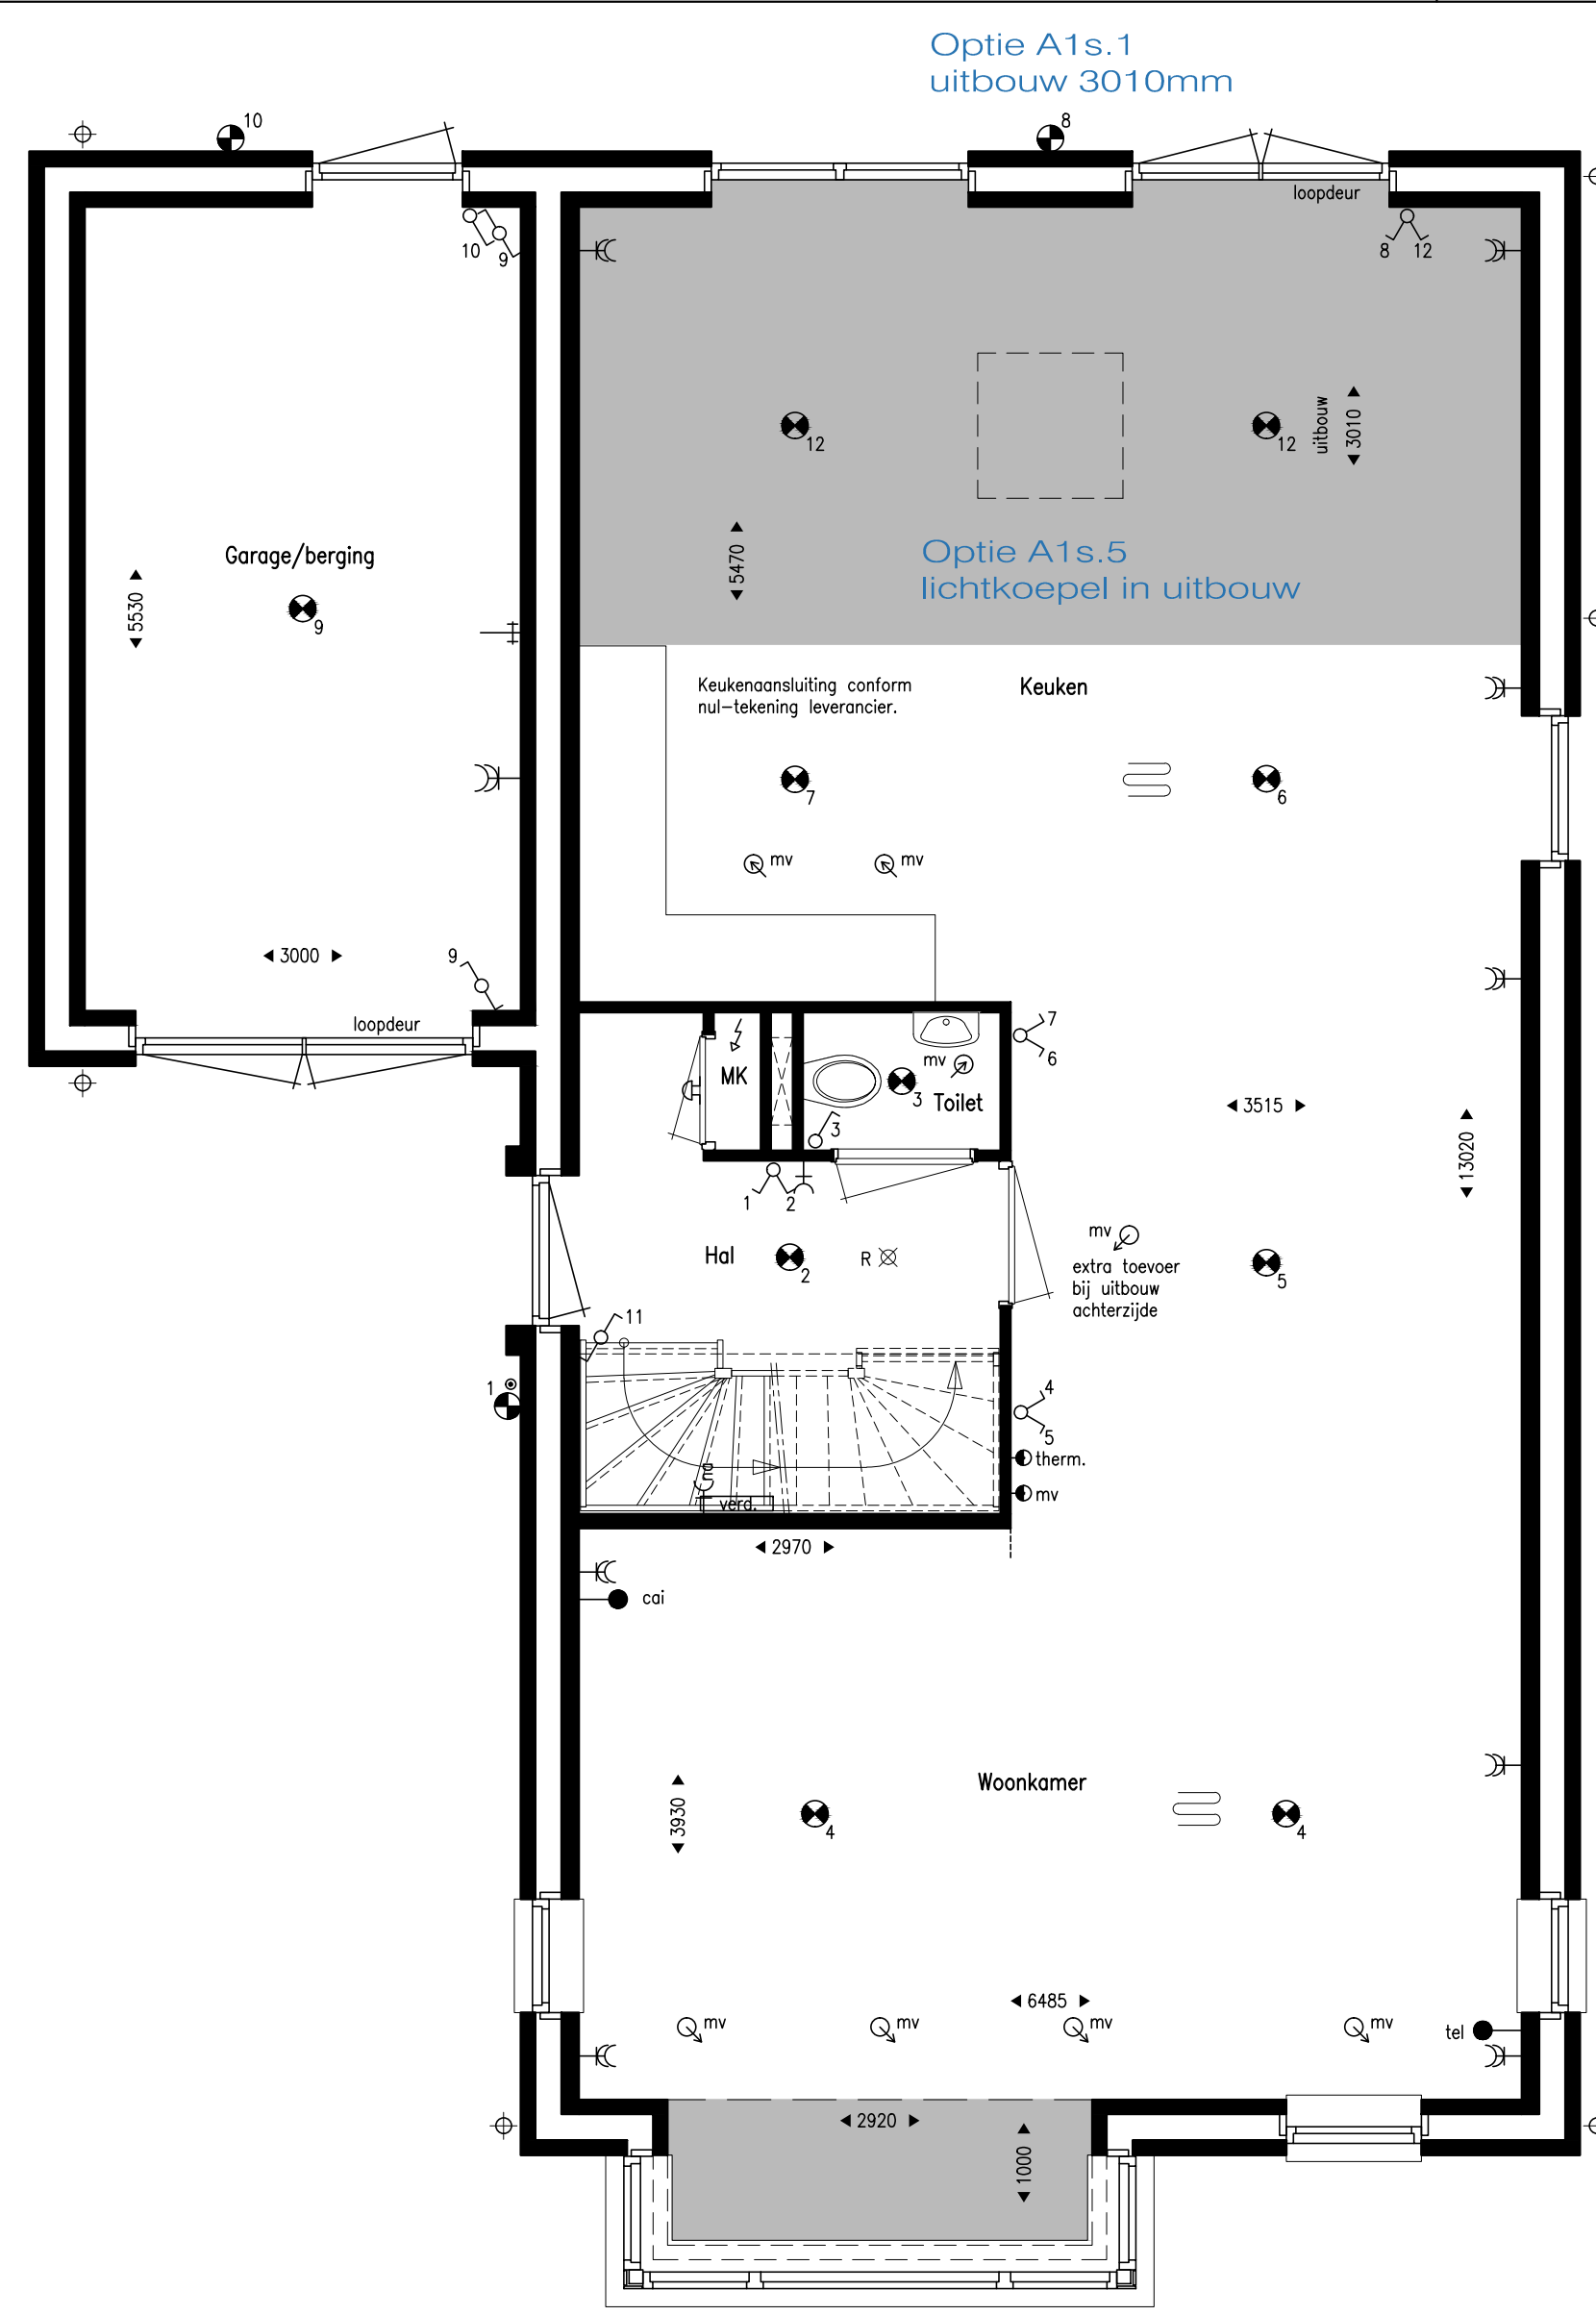 Optie A1s.1
uitbouw 3010mm
10
8
loopdeur
10
9
8
12
12
12
uitbouw
3010
5470
Optie A1s.5
lichtkoepel in uitbouw
Garage/berging
5530
9
Keukenaansluiting conform
nul-tekening leverancier.
Keuken
7
6
mv
mv
3000
9
loopdeur
MK
mv
3
Toilet
3
7
6
3515
13020
1
2
Hal
2
R
mv
extra toevoer
bij uitbouw
achterzijde
5
11
1
4
5
therm.
mv
verd.
2970
cai
Woonkamer
3930
4
4
6485
mv
mv
mv
mv
tel
2920
1000